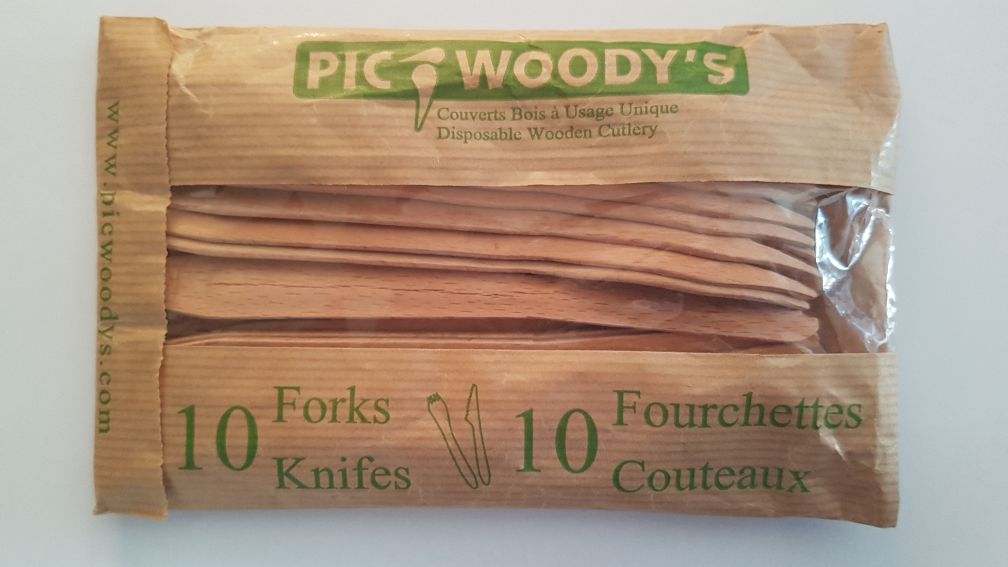 PIC WOODY's
Couverts Bois à Usage Unique
Disposable Wooden Cutlery
www.picwoodys.com
10 Forks
Knifes
10 Fourchettes
Couteaux